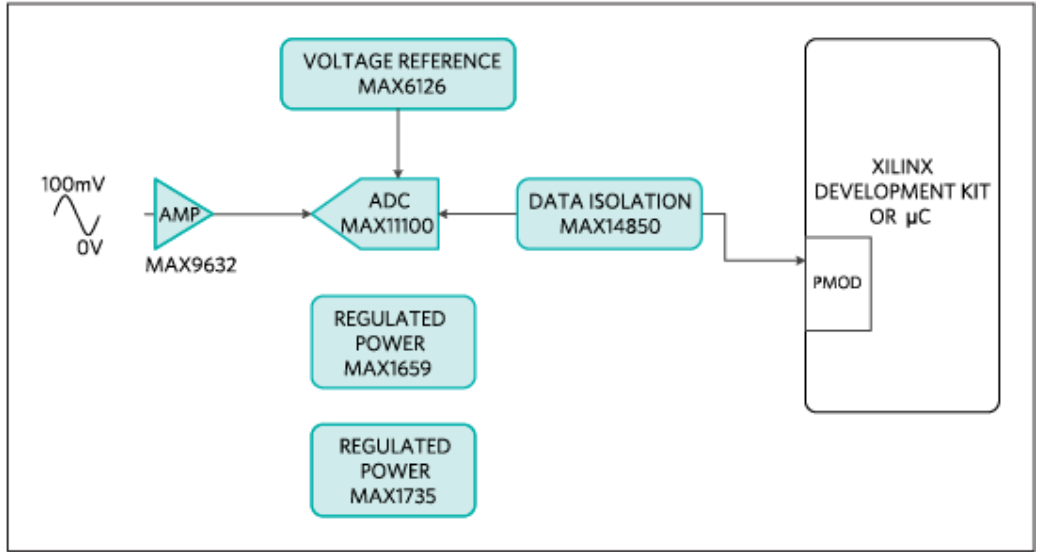 VOLTAGE REFERENCE
MAX6126
100mV
0V
AMP
MAX9632
ADC
MAX11100
DATA ISOLATION
MAX14850
XILINX
DEVELOPMENT KIT
OR µC
PMOD
REGULATED
POWER
MAX1659
REGULATED
POWER
MAX1735